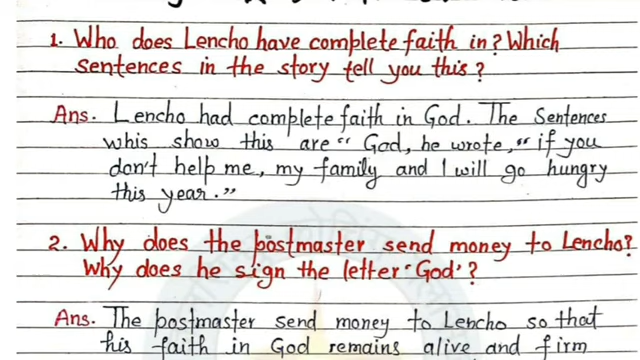 1. Who does Lencho have complete faith in? Which
sentences in the story tell you this?
Ans. Lencho had complete faith in God. The Sentences
whis show this are “ God, he wrote, “ if you
don't help me, my family and I will go hungry
this year.”
2. Why does the postmaster send money to Lencho?
Why does he sign the letter ‘God’?
Ans. The postmaster send money to Lencho so that
his faith in God remains alive and firm